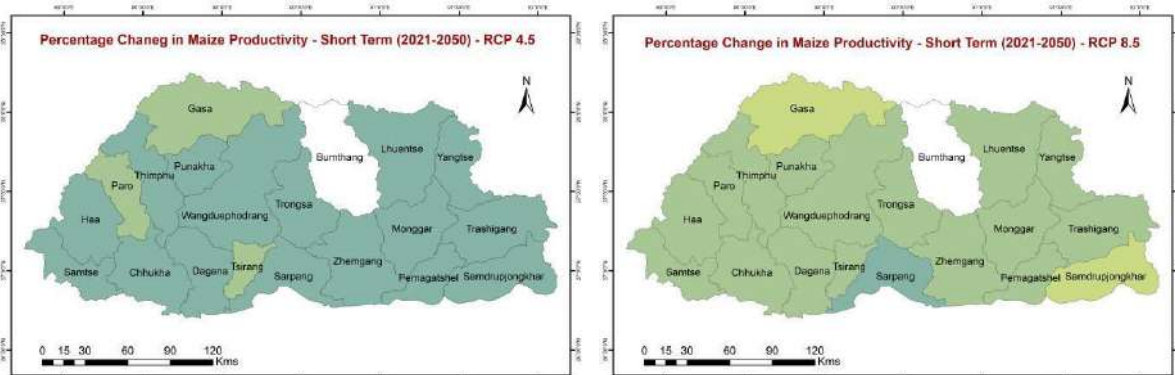 Percentage Chaneg in Maize Productivity - Short Term (2021-2050) - RCP 4.5
N
Gasa
Bumthang
Lhuentse
Yangtse
Punakha
Thimphu
Paro
Haa
Wangduephodrang
Trongsa
Monggar
Trashigang
Samtse
Chhukha
Dagana
Tsirang
Sarpang
Zhemgang
Pemagatshel
Samdrupjongkhar
0 15 30 60 90 120
Kms
Percentage Change in Maize Productivity - Short Term (2021-2050) - RCP 8.5
N
Gasa
Bumthang
Lhuentse
Yangtse
Punakha
Thimphu
Paro
Haa
Wangduephodrang
Trongsa
Monggar
Trashigang
Samtse
Chhukha
Dagana
Tsirang
Sarpang
Zhemgang
Pemagatshel
Samdrupjongkhar
0 15 30 60 90 120
Kms